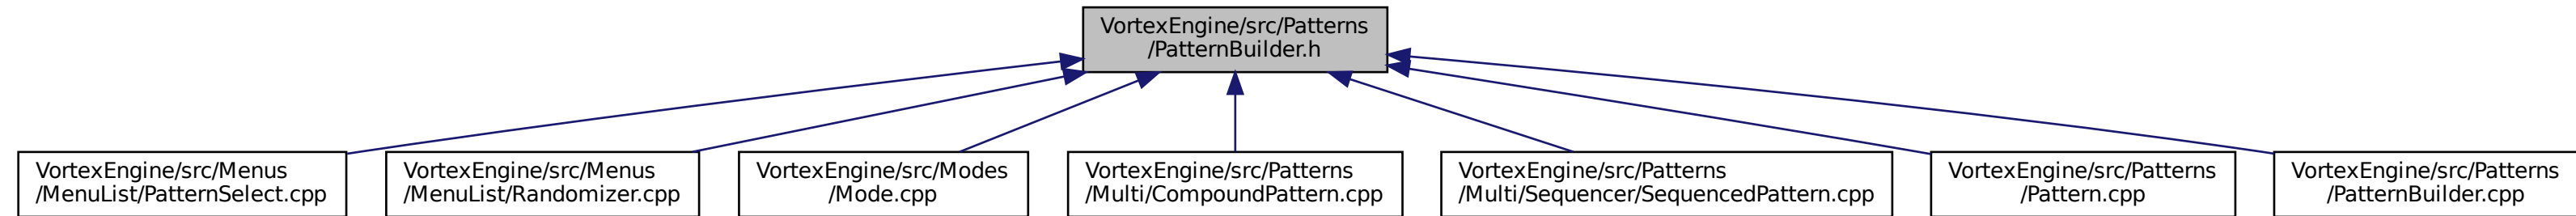 VortexEngine/src/Patterns
/PatternBuilder.h
VortexEngine/src/Menus
/MenuList/PatternSelect.cpp
VortexEngine/src/Menus
/MenuList/Randomizer.cpp
VortexEngine/src/Modes
/Mode.cpp
VortexEngine/src/Patterns
/Multi/CompoundPattern.cpp
VortexEngine/src/Patterns
/Multi/Sequencer/SequencedPattern.cpp
VortexEngine/src/Patterns
/Pattern.cpp
VortexEngine/src/Patterns
/PatternBuilder.cpp